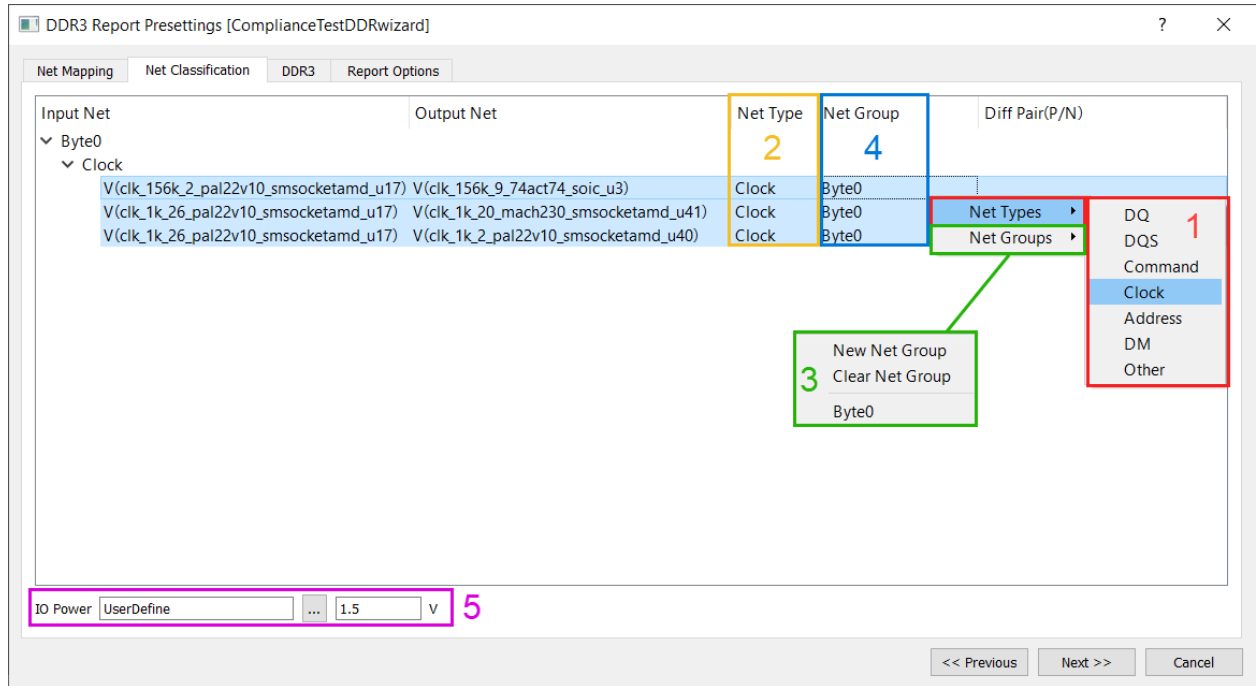 DDR3 Report Presettings [ComplianceTestDDRwizard] ?
Net Mapping Net Classification DDR3 Report Options
Input Net Output Net Net Type Net Group Diff Pair(P/N)
Byte0 2 4
Clock
V(clk_156k_2_pal22v10_smsocketamd_u17) V(clk_156k_9_74act74_soic_u3) Clock Byte0
V(clk_1k_26_pal22v10_smsocketamd_u17) V(clk_1k_20_mach230_smsocketamd_u41) Clock Byte0 Net Types DQ 1
V(clk_1k_26_pal22v10_smsocketamd_u17) V(clk_1k_2_pal22v10_smsocketamd_u40) Clock Byte0 Net Groups DQS
Command
Clock
Address
New Net Group DM
3 Clear Net Group Other
Byte0
IO Power UserDefine ... 1.5 V 5
<< Previous Next >> Cancel